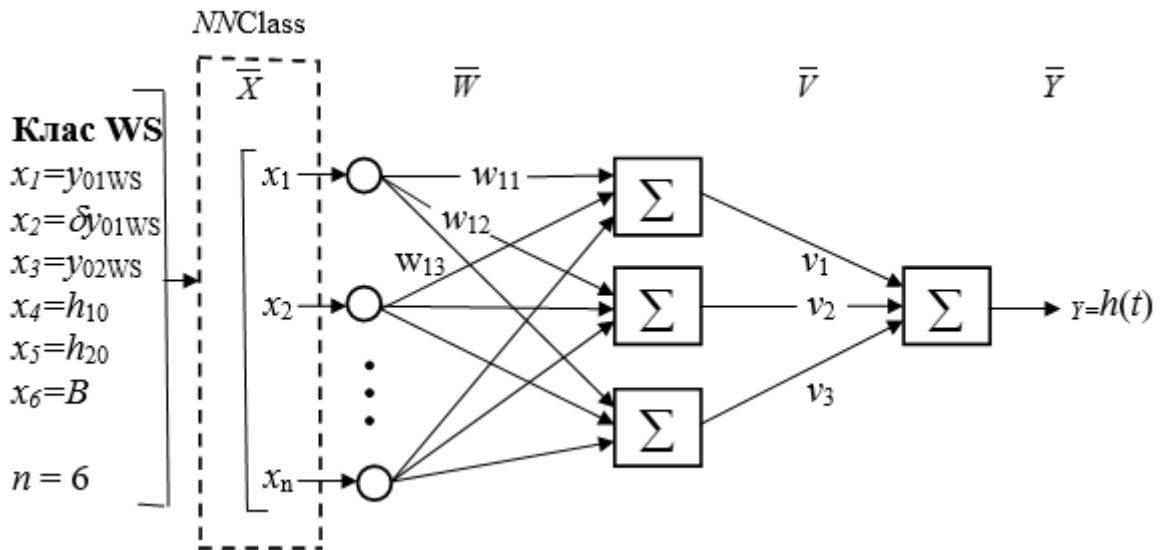 NNClass
X̅ W̅ V̅ Y̅
Клас WS
x₁=y₀₁WS
x₂=δy₀₁WS
x₃=y₀₂WS
x₄=h₁₀
x₅=h₂₀
x₆=B
n = 6
x₁
x₂
xₙ
w₁₁
w₁₂
w₁₃
Σ
Σ
Σ
v₁
v₂
v₃
Σ
Y=h(t)